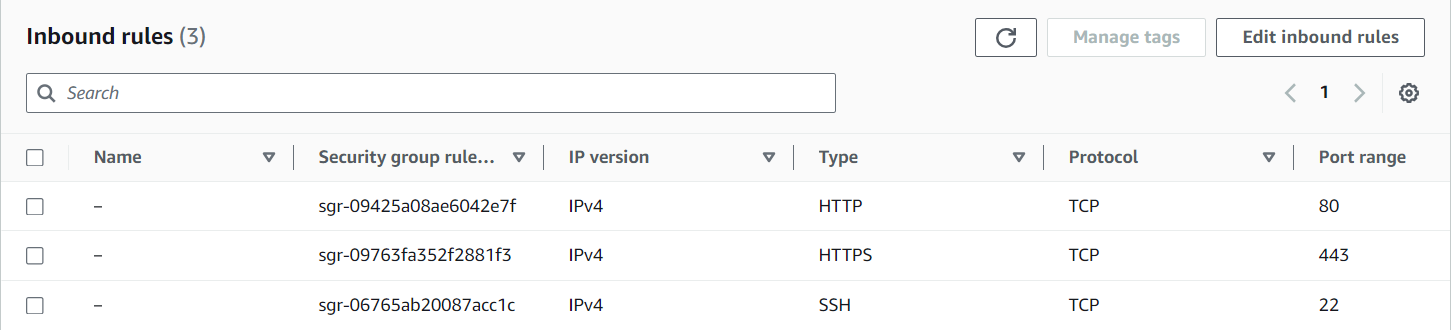 Inbound rules (3)
Manage tags
Edit inbound rules
Search
1
Name Security group rule... IP version Type Protocol Port range
– sgr-09425a08ae6042e7f IPv4 HTTP TCP 80
– sgr-09763fa352f2881f3 IPv4 HTTPS TCP 443
– sgr-06765ab20087acc1c IPv4 SSH TCP 22